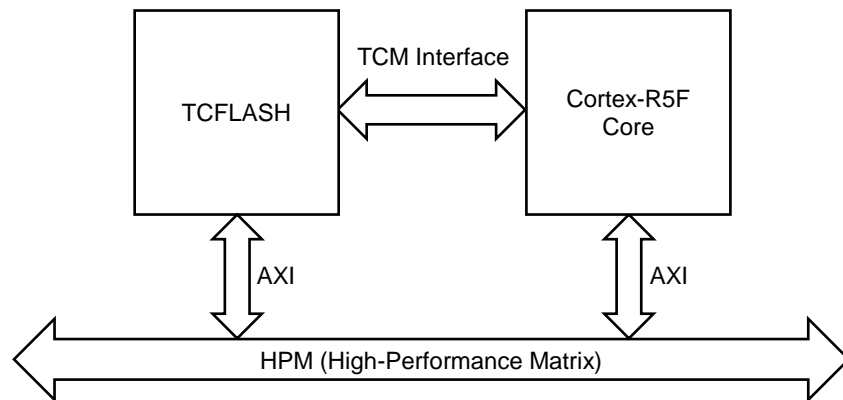 TCM Interface
TCFLASH
Cortex-R5F
Core
AXI
AXI
HPM (High-Performance Matrix)